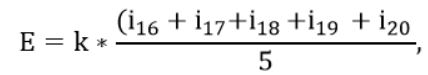 E = k * (i₁₆ + i₁₇+i₁₈ +i₁₉ + i₂₀
5
,